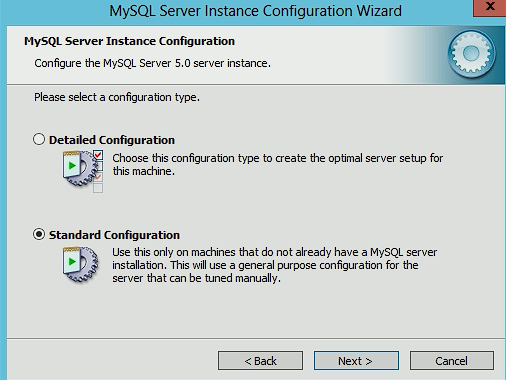 MySQL Server Instance Configuration Wizard
x
MySQL Server Instance Configuration
Configure the MySQL Server 5.0 server instance.
Please select a configuration type.
Detailed Configuration
Choose this configuration type to create the optimal server setup for
this machine.
Standard Configuration
Use this only on machines that do not already have a MySQL server
installation. This will use a general purpose configuration for the
server that can be tuned manually.
< Back
Next >
Cancel